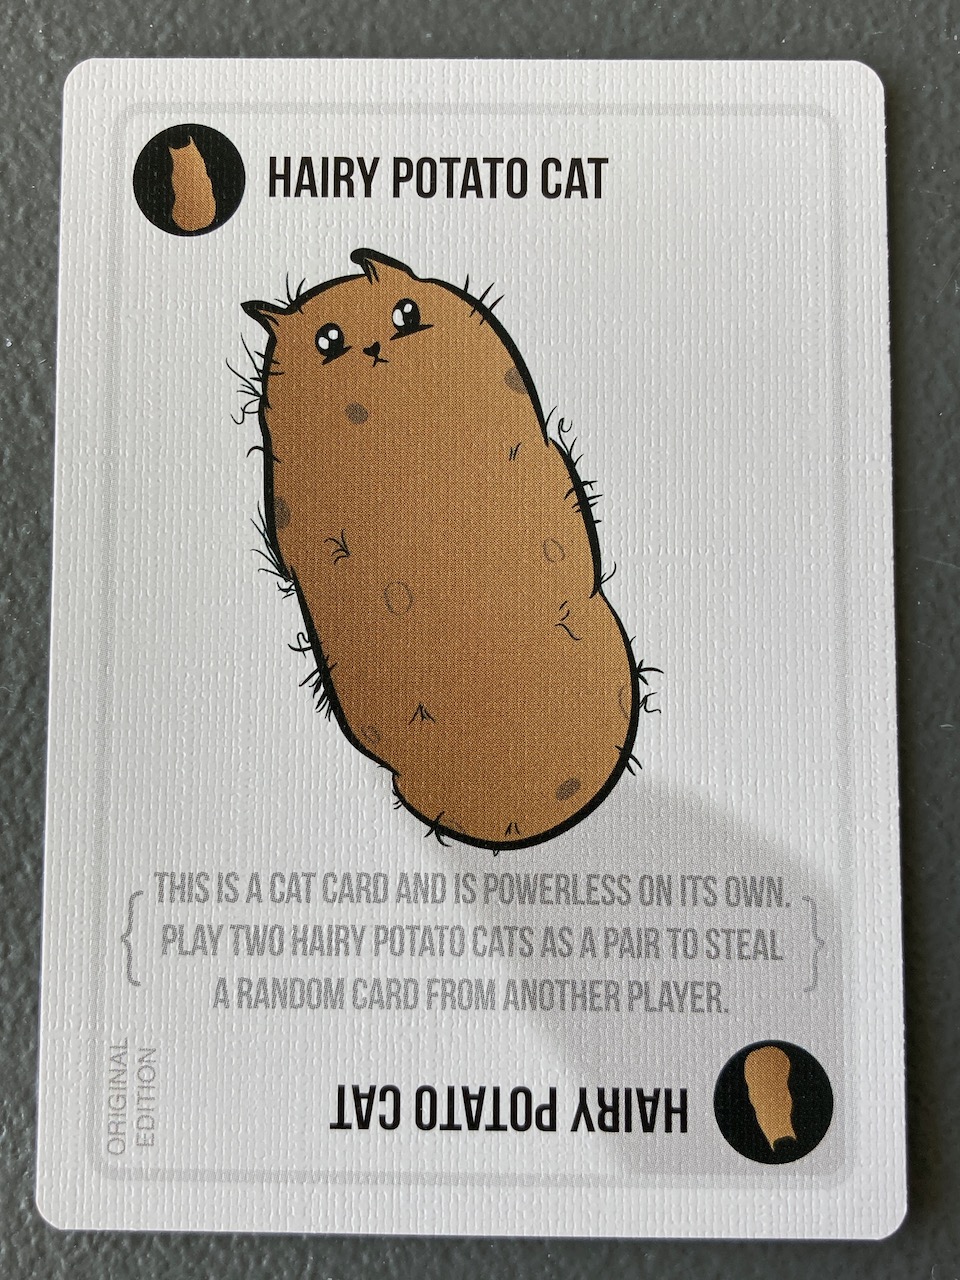 HAIRY POTATO CAT
THIS IS A CAT CARD AND IS POWERLESS ON ITS OWN.
PLAY TWO HAIRY POTATO CATS AS A PAIR TO STEAL
A RANDOM CARD FROM ANOTHER PLAYER.
ORIGINAL
EDITION
HAIRY POTATO CAT